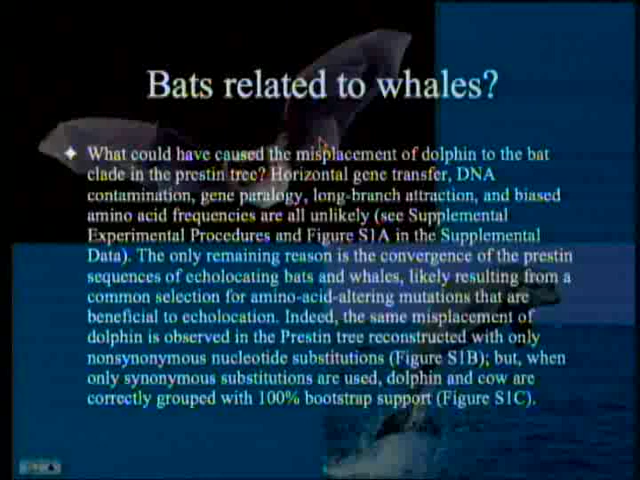 Bats related to whales?
What could have caused the misplacement of dolphin to the bat
clade in the prestin tree? Horizontal gene transfer, DNA
contamination, gene paralogy, long-branch attraction, and biased
amino acid frequencies are all unlikely (see Supplemental
Experimental Procedures and Figure S1A in the Supplemental
Data). The only remaining reason is the convergence of the prestin
sequences of echolocating bats and whales, likely resulting from a
common selection for amino-acid-altering mutations that are
beneficial to echolocation. Indeed, the same misplacement of
dolphin is observed in the Prestin tree reconstructed with only
nonsynonymous nucleotide substitutions (Figure S1B); but, when
only synonymous substitutions are used, dolphin and cow are
correctly grouped with 100% bootstrap support (Figure S1C).